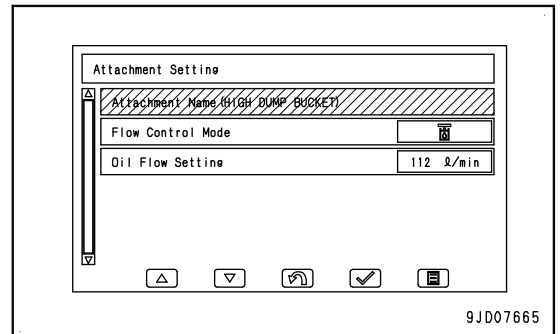 Attachment Setting
Attachment Name(HIGH DUMP BUCKET)
Flow Control Mode
Oil Flow Setting 112 ℓ/min
9JD07665